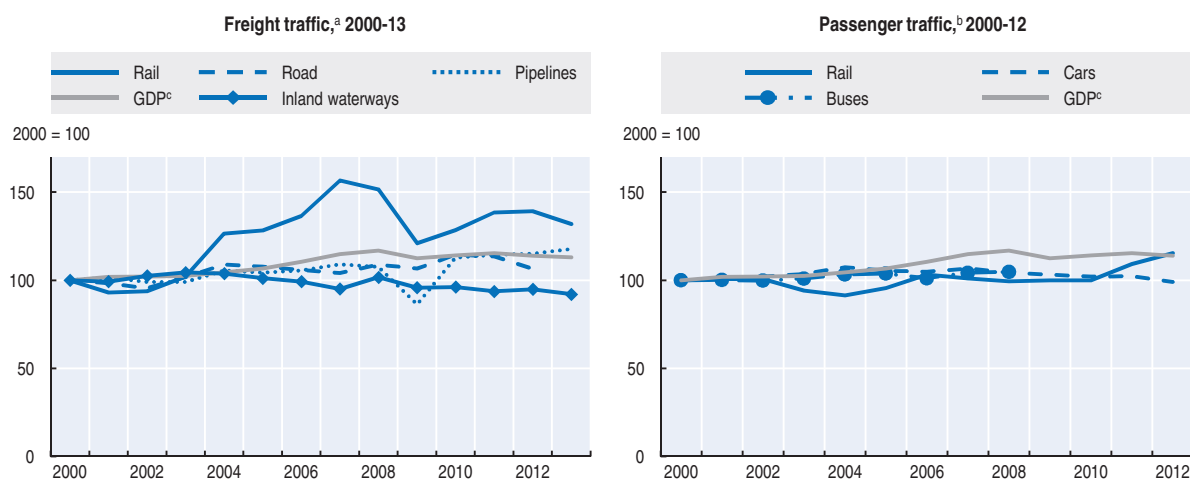 Freight traffic,ᵃ 2000-13
Rail Road Pipelines
GDPᶜ Inland waterways
2000 = 100
150
100
50
0
2000 2002 2004 2006 2008 2010 2012
Passenger traffic,ᵇ 2000-12
Rail Cars
Buses GDPᶜ
2000 = 100
150
100
50
0
2000 2002 2004 2006 2008 2010 2012